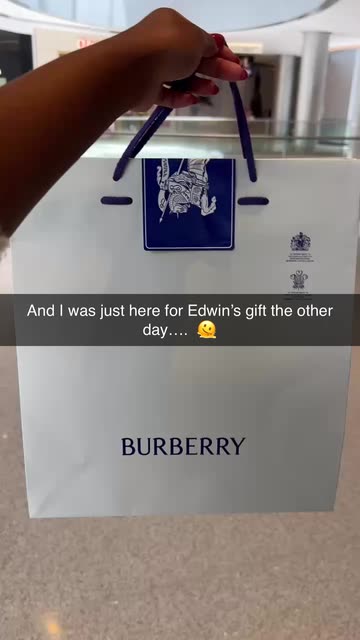 And I was just here for Edwin's gift the other
day.... 🫠
BURBERRY